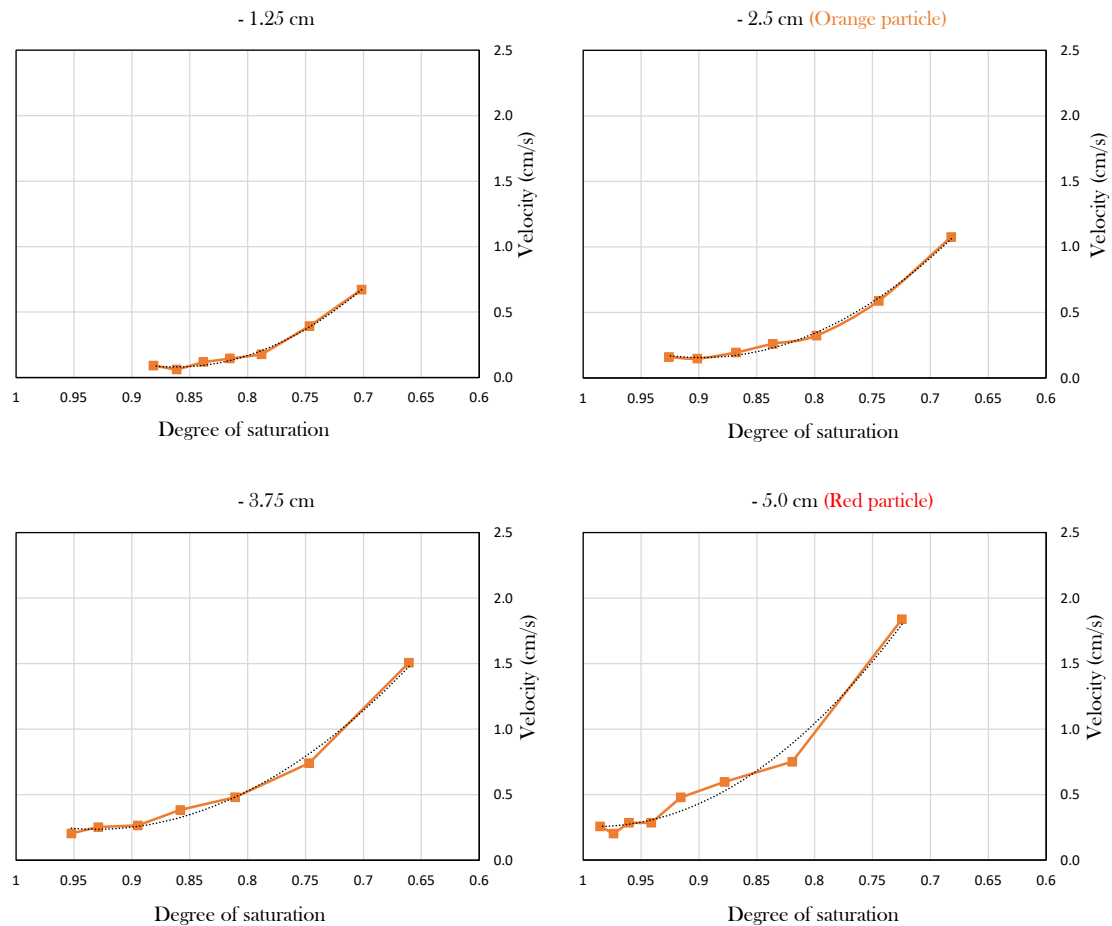 - 1.25 cm
2.5
2.0
1.5
1.0
0.5
0.0
Velocity (cm/s)
1 0.95 0.9 0.85 0.8 0.75 0.7 0.65 0.6
Degree of saturation
- 2.5 cm (Orange particle)
2.5
2.0
1.5
1.0
0.5
0.0
Velocity (cm/s)
1 0.95 0.9 0.85 0.8 0.75 0.7 0.65 0.6
Degree of saturation
- 3.75 cm
2.5
2.0
1.5
1.0
0.5
0.0
Velocity (cm/s)
1 0.95 0.9 0.85 0.8 0.75 0.7 0.65 0.6
Degree of saturation
- 5.0 cm (Red particle)
2.5
2.0
1.5
1.0
0.5
0.0
Velocity (cm/s)
1 0.95 0.9 0.85 0.8 0.75 0.7 0.65 0.6
Degree of saturation